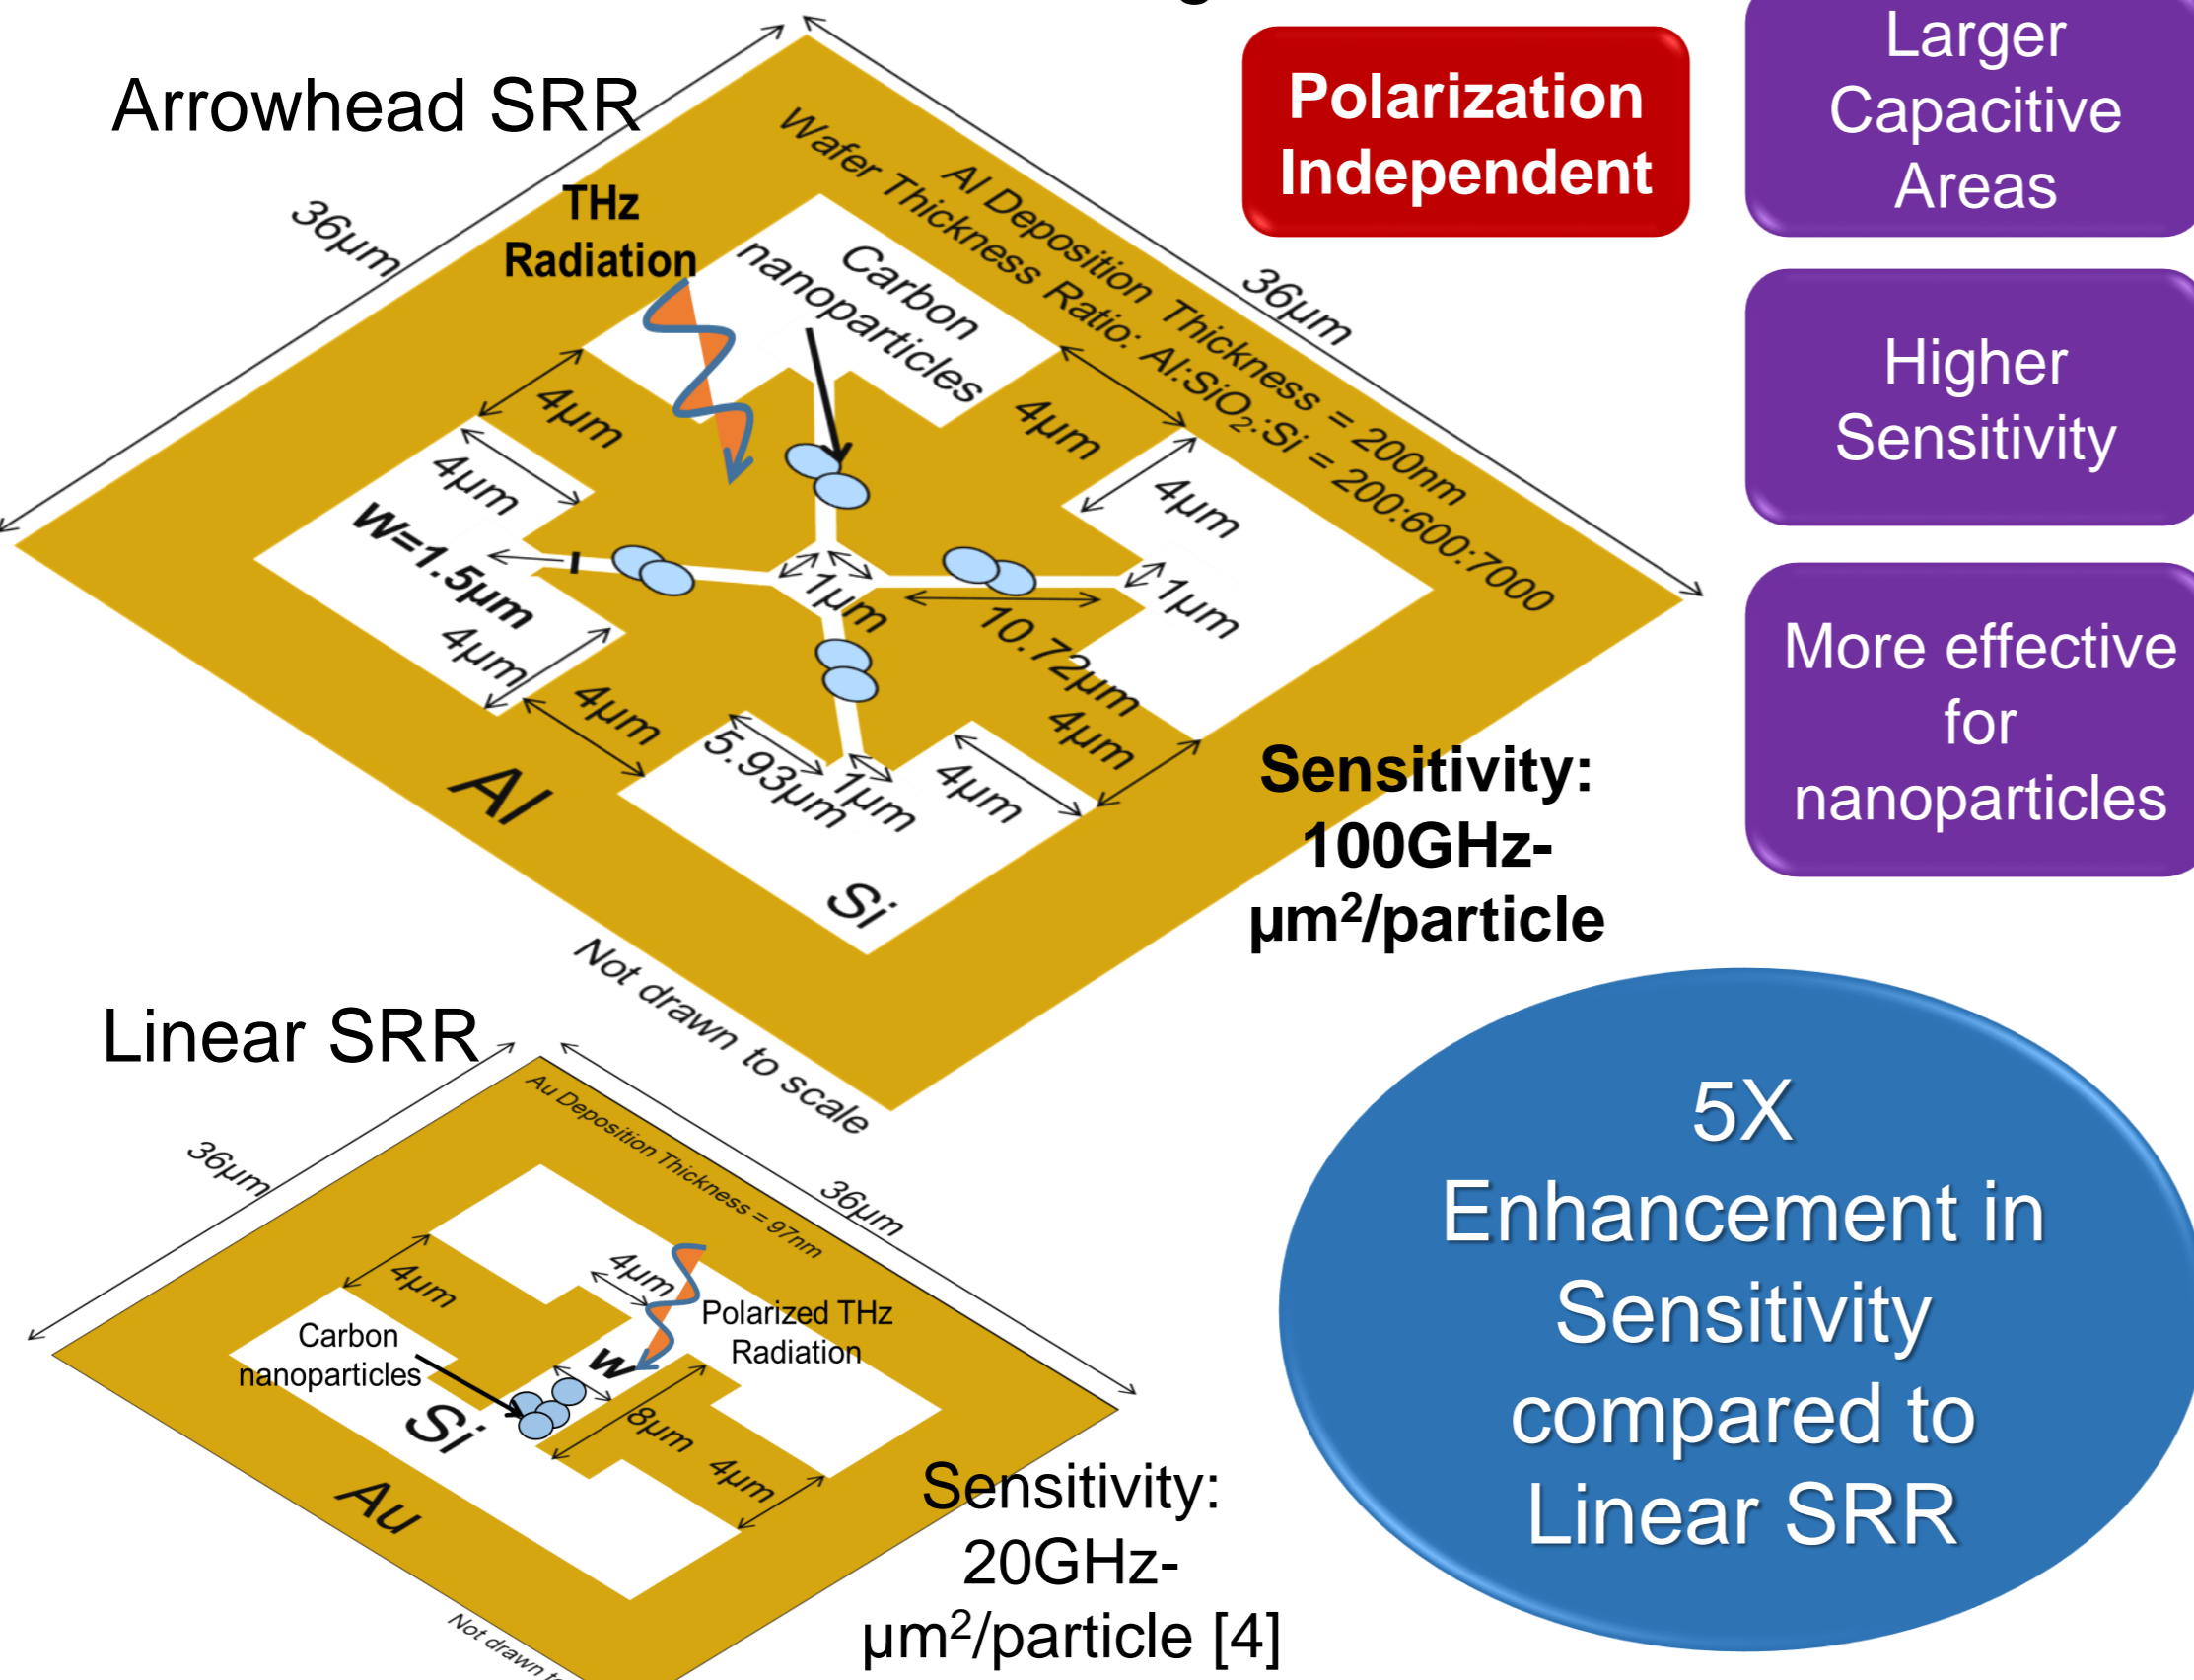 Arrowhead SRR
36μm
36μm
THz
Radiation
Al Deposition Thickness = 200nm
Wafer Thickness Ratio: Al:SiO2:Si = 200:600:7000
Carbon
nanoparticles
4μm
4μm
4μm
4μm
W=1.5μm
1μm
1μm
10.72μm
4μm
4μm
4μm
5.93μm
1μm
4μm
Al
Si
Not drawn to scale
Sensitivity:
100GHz-
μm²/particle
Polarization
Independent
Larger
Capacitive
Areas
Higher
Sensitivity
More effective
for
nanoparticles
Linear SRR
36μm
36μm
Au Deposition Thickness = 97nm
4μm
4μm
Polarized THz
Radiation
Carbon
nanoparticles
w
8μm
4μm
Si
Au
Not drawn
Sensitivity:
20GHz-
μm²/particle [4]
5X
Enhancement in
Sensitivity
compared to
Linear SRR